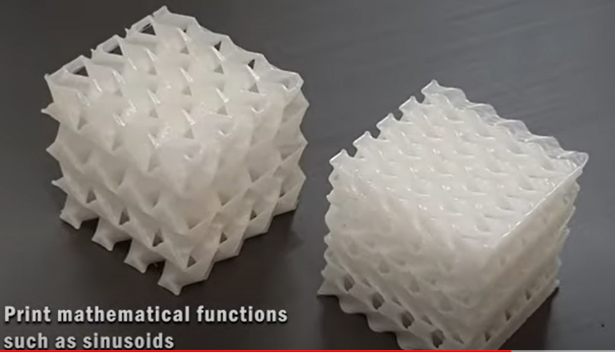 Print mathematical functions
such as sinusoids